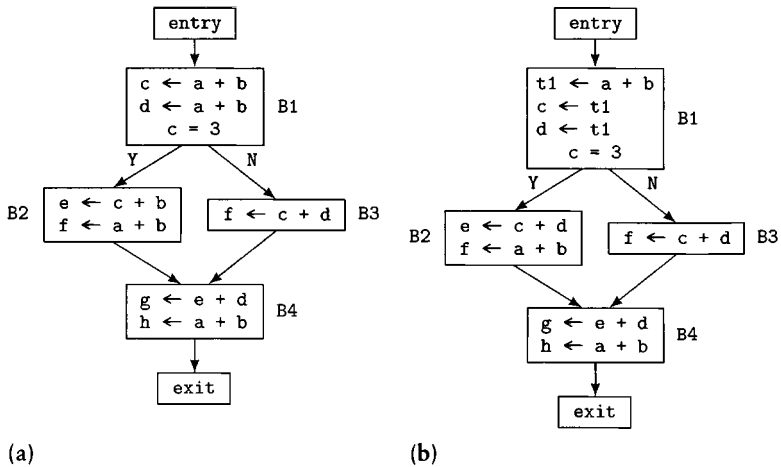 entry
c ← a + b
d ← a + b
c = 3
B1
Y
N
B2
e ← c + b
f ← a + b
f ← c + d
B3
g ← e + d
h ← a + b
B4
exit
(a)
entry
t1 ← a + b
c ← t1
d ← t1
c = 3
B1
Y
N
B2
e ← c + d
f ← a + b
f ← c + d
B3
g ← e + d
h ← a + b
B4
exit
(b)